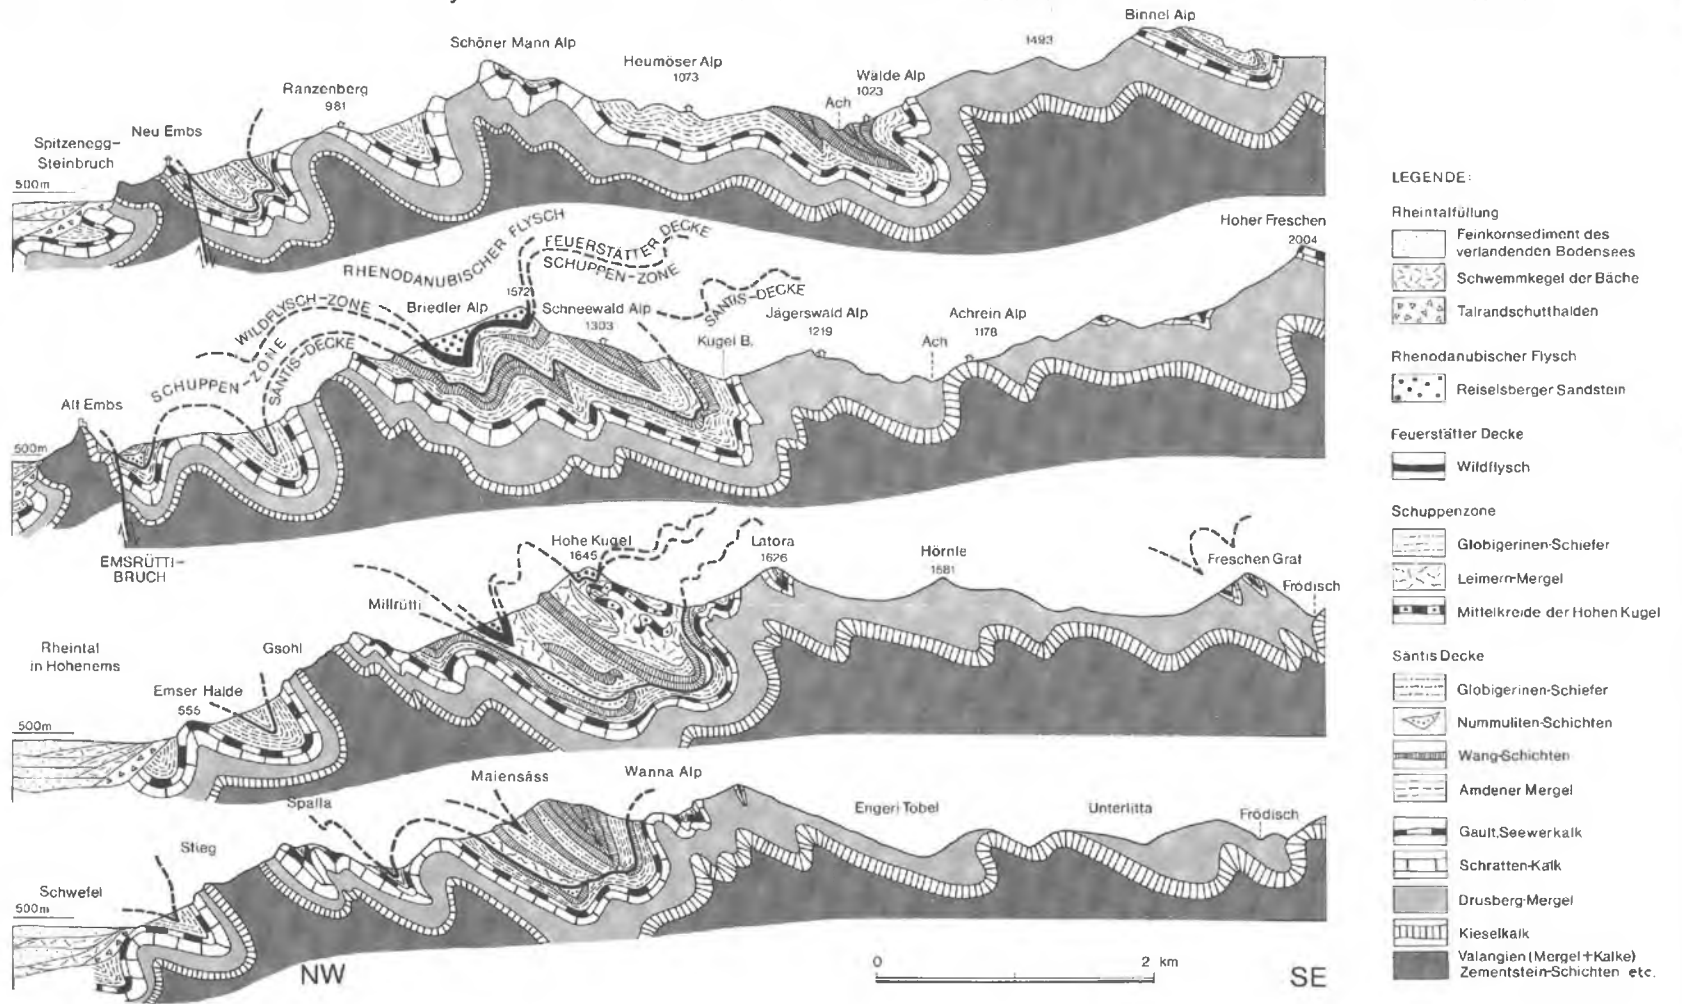 Binnel Alp
1493
Schöner Mann Alp
Heumöser Alp
1073
Wälde Alp
1023
Ach
Ranzenberg
981
Neu Embs
Spitzenegg-
Steinbruch
500m
RHENODANUBISCHER FLYSCH
FEUERSTÄTTER DECKE
SCHUPPEN-ZONE
SÄNTIS-DECKE
WILDFLYSCH-ZONE
SCHUPPEN-ZONE
SÄNTIS-DECKE
Hoher Freschen
2004
1572
Briedler Alp
Schneewald Alp
1303
Kugel B.
Jägerswald Alp
1219
Ach
Achrein Alp
1178
Alt Embs
500m
EMSRÜTTI-
BRUCH
Hohe Kugel
1645
Latora
1626
Hörnle
1581
Freschen Grat
Frödisch
Millrütti
Rheintal
in Hohenems
Gsohl
Emser Halde
555
500m
Maiensäss
Wanna Alp
Spalla
Engeri Tobel
Unterlitta
Frödisch
Stieg
Schwefel
500m
NW
0 2 km
SE
LEGENDE:
Rheintalfüllung
Feinkornsediment des
verlandenden Bodensees
Schwemmkegel der Bäche
Talrandschutthalden
Rhenodanubischer Flysch
Reiselsberger Sandstein
Feuerstätter Decke
Wildflysch
Schuppenzone
Globigerinen-Schiefer
Leimern-Mergel
Mittelkreide der Hohen Kugel
Säntis Decke
Globigerinen-Schiefer
Nummuliten-Schichten
Wang-Schichten
Amdener Mergel
Gault,Seewerkalk
Schratten-Kalk
Drusberg-Mergel
Kieselkalk
Valangien (Mergel+Kalke)
Zementstein-Schichten etc.